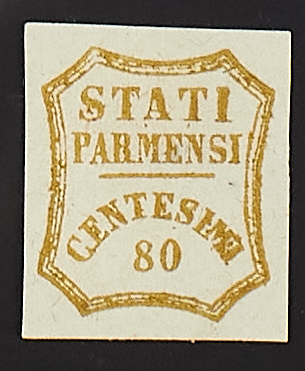 STATI
PARMENSI
CENTESIMI
80